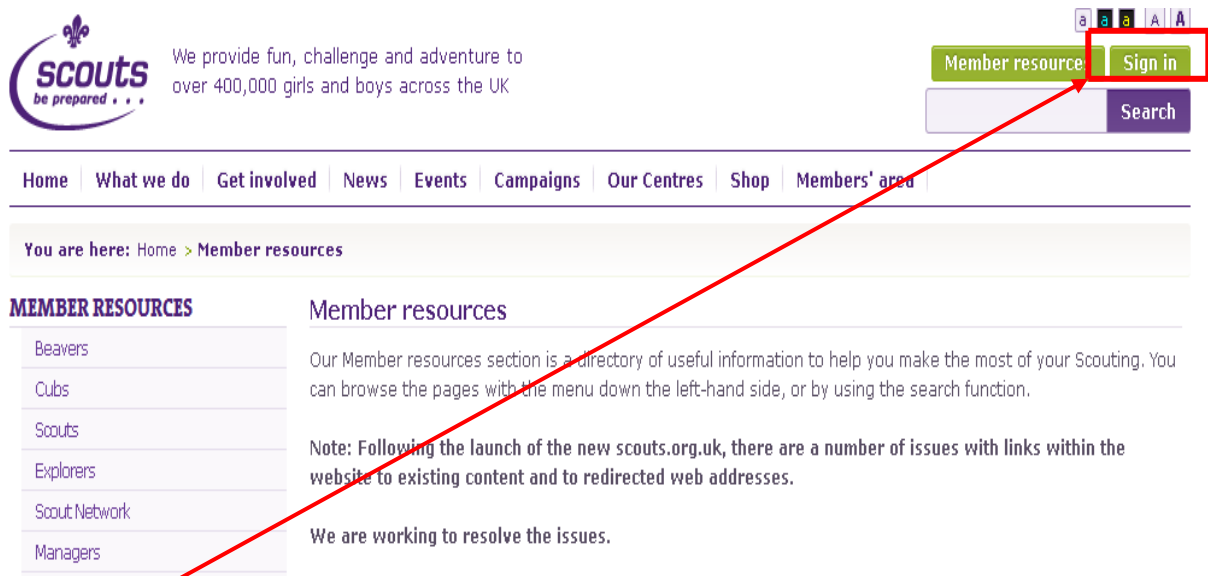 a a a A A
scouts
be prepared . . .
We provide fun, challenge and adventure to
over 400,000 girls and boys across the UK
Member resources Sign in
Search
Home What we do Get involved News Events Campaigns Our Centres Shop Members' area
You are here: Home > Member resources
MEMBER RESOURCES
Beavers
Cubs
Scouts
Explorers
Scout Network
Managers
Member resources
Our Member resources section is a directory of useful information to help you make the most of your Scouting. You
can browse the pages with the menu down the left-hand side, or by using the search function.
Note: Following the launch of the new scouts.org.uk, there are a number of issues with links within the
website to existing content and to redirected web addresses.
We are working to resolve the issues.